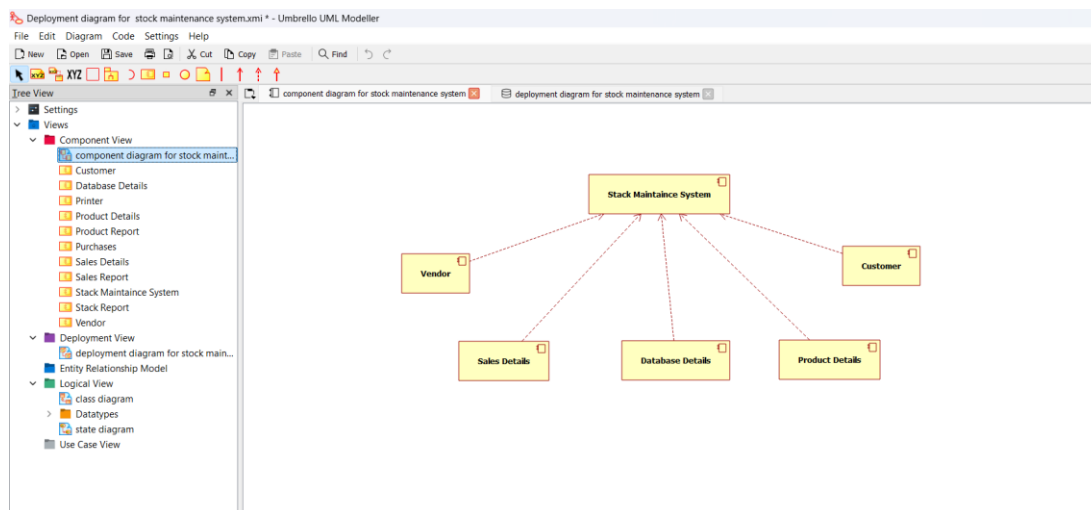 Deployment diagram for stock maintenance system.xmi * - Umbrello UML Modeller
File Edit Diagram Code Settings Help
New Open Save Cut Copy Paste Find
XYZ XYZ
Tree View
component diagram for stock maintenance system
deployment diagram for stock maintenance system
Settings
Views
Component View
component diagram for stock maint...
Customer
Database Details
Printer
Product Details
Product Report
Purchases
Sales Details
Sales Report
Stack Maintaince System
Stack Report
Vendor
Deployment View
deployment diagram for stock main...
Entity Relationship Model
Logical View
class diagram
Datatypes
state diagram
Use Case View
Stack Maintaince System
Vendor
Customer
Sales Details
Database Details
Product Details